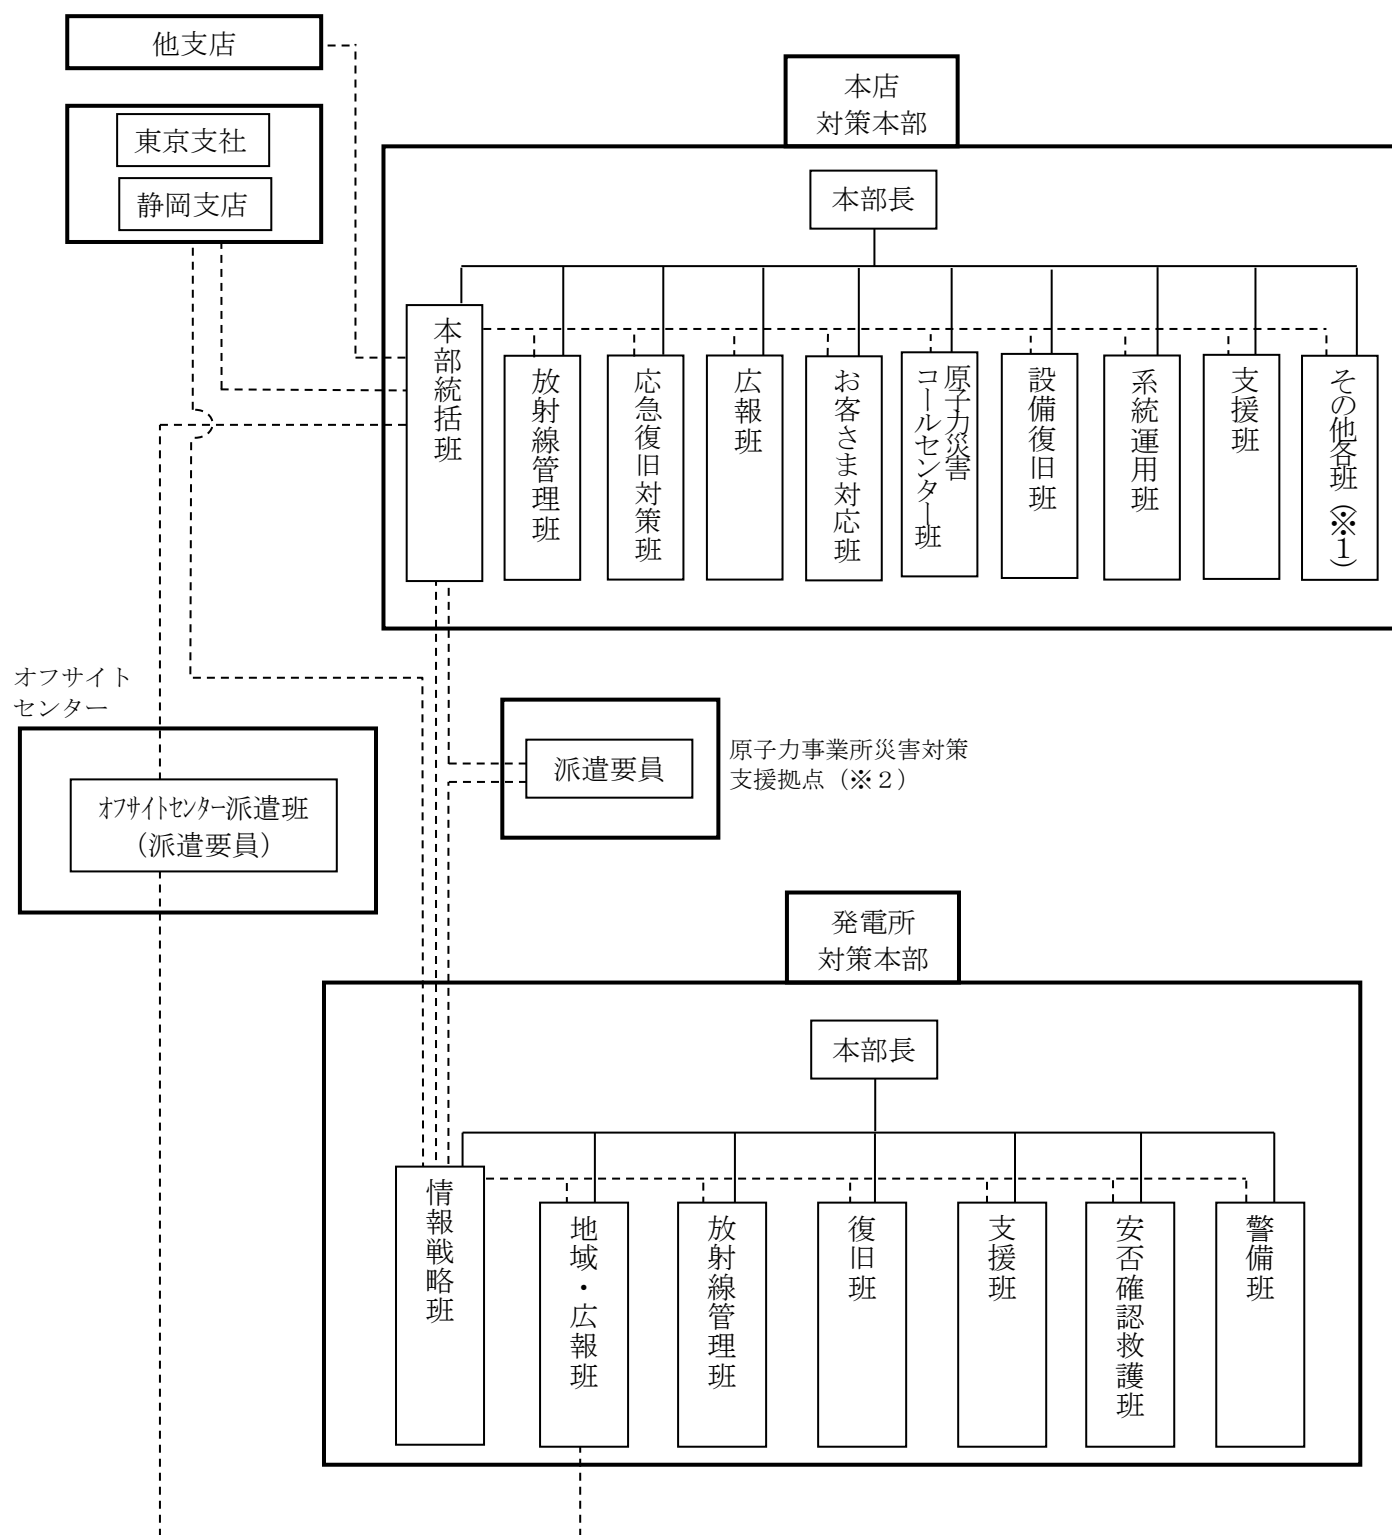 他支店
東京支社
静岡支店
本店
対策本部
本部長
本部統括班
放射線管理班
応急復旧対策班
広報班
お客さま対応班
原子力災害
コールセンター班
設備復旧班
系統運用班
支援班
その他各班（※１）
オフサイト
センター
オフサイトセンター派遣班
（派遣要員）
派遣要員
原子力事業所災害対策
支援拠点（※２）
発電所
対策本部
本部長
情報戦略班
地域・広報班
放射線管理班
復旧班
支援班
安否確認救護班
警備班